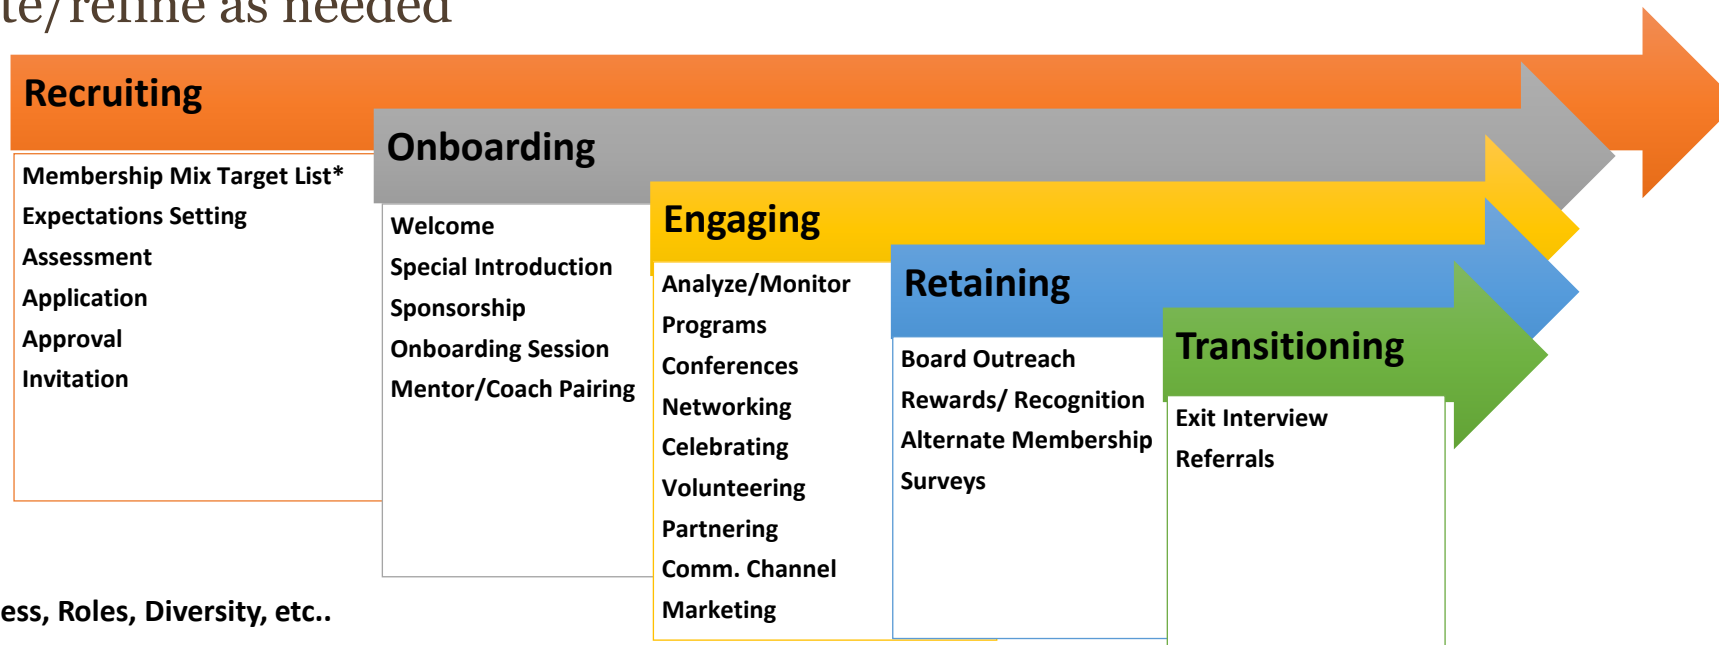 te/refine as needed
Recruiting
Membership Mix Target List*
Expectations Setting
Assessment
Application
Approval
Invitation
Onboarding
Welcome
Special Introduction
Sponsorship
Onboarding Session
Mentor/Coach Pairing
Engaging
Analyze/Monitor
Programs
Conferences
Networking
Celebrating
Volunteering
Partnering
Comm. Channel
Marketing
Retaining
Board Outreach
Rewards/ Recognition
Alternate Membership
Surveys
Transitioning
Exit Interview
Referrals
ess, Roles, Diversity, etc..